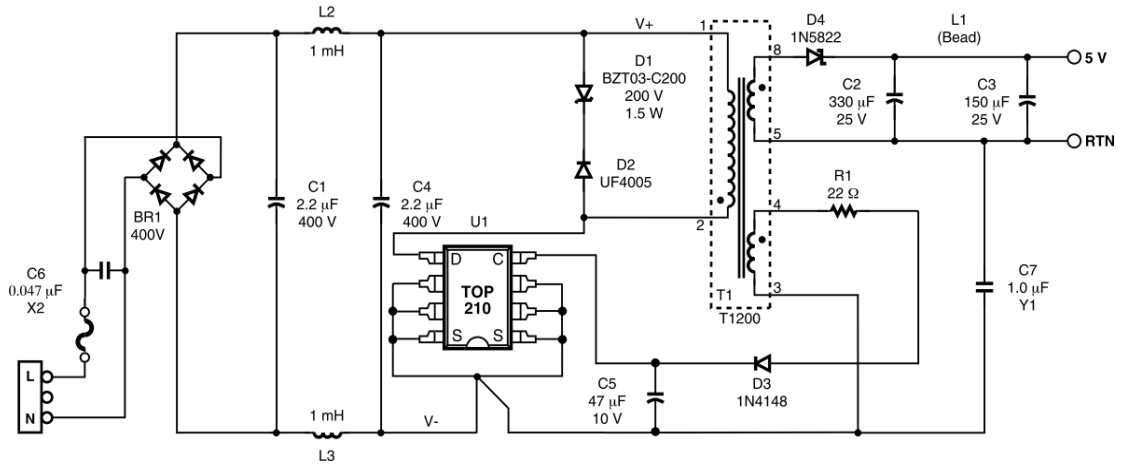 L2
1 mH
V+
D1
BZT03-C200
200 V
1.5 W
D2
UF4005
1
2
8
5
4
3
T1
T1200
D4
1N5822
L1
(Bead)
C2
330 μF
25 V
C3
150 μF
25 V
5 V
RTN
R1
22 Ω
C7
1.0 μF
Y1
BR1
400V
C1
2.2 μF
400 V
C4
2.2 μF
400 V
U1
D C
TOP
210
S S
C6
0.047 μF
X2
L
N
C5
47 μF
10 V
D3
1N4148
1 mH
L3
V-